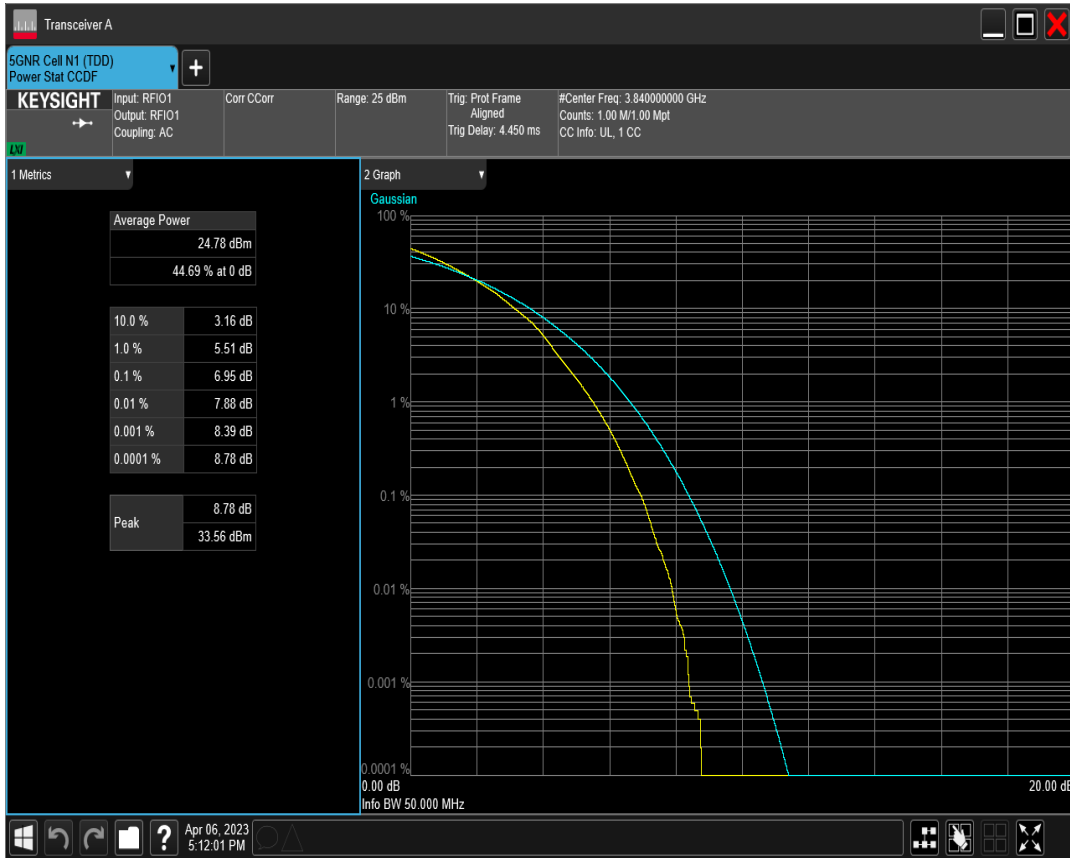 Transceiver A
5GNR Cell N1 (TDD)
Power Stat CCDF
+
KEYSIGHT
LXI
Input: RFIO1
Output: RFIO1
Coupling: AC
Corr CCorr
Range: 25 dBm
Trig: Prot Frame
Aligned
Trig Delay: 4.450 ms
#Center Freq: 3.840000000 GHz
Counts: 1.00 M/1.00 Mpt
CC Info: UL, 1 CC
1 Metrics
Average Power
24.78 dBm
44.69 % at 0 dB
10.0 % 3.16 dB
1.0 % 5.51 dB
0.1 % 6.95 dB
0.01 % 7.88 dB
0.001 % 8.39 dB
0.0001 % 8.78 dB
Peak
8.78 dB
33.56 dBm
2 Graph
Gaussian
100 %
10 %
1 %
0.1 %
0.01 %
0.001 %
0.0001 %
0.00 dB
20.00 dB
Info BW 50.000 MHz
?
Apr 06, 2023
5:12:01 PM